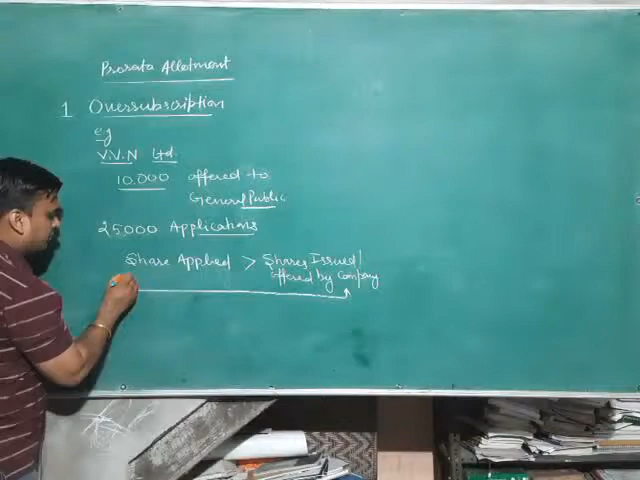 Prorata Allotment
1 Oversubscription
eg
V.V.N Ltd.
10.000 offered to
General Public
25000 Applications
Share Applied > Shares Issued/
offered by Company